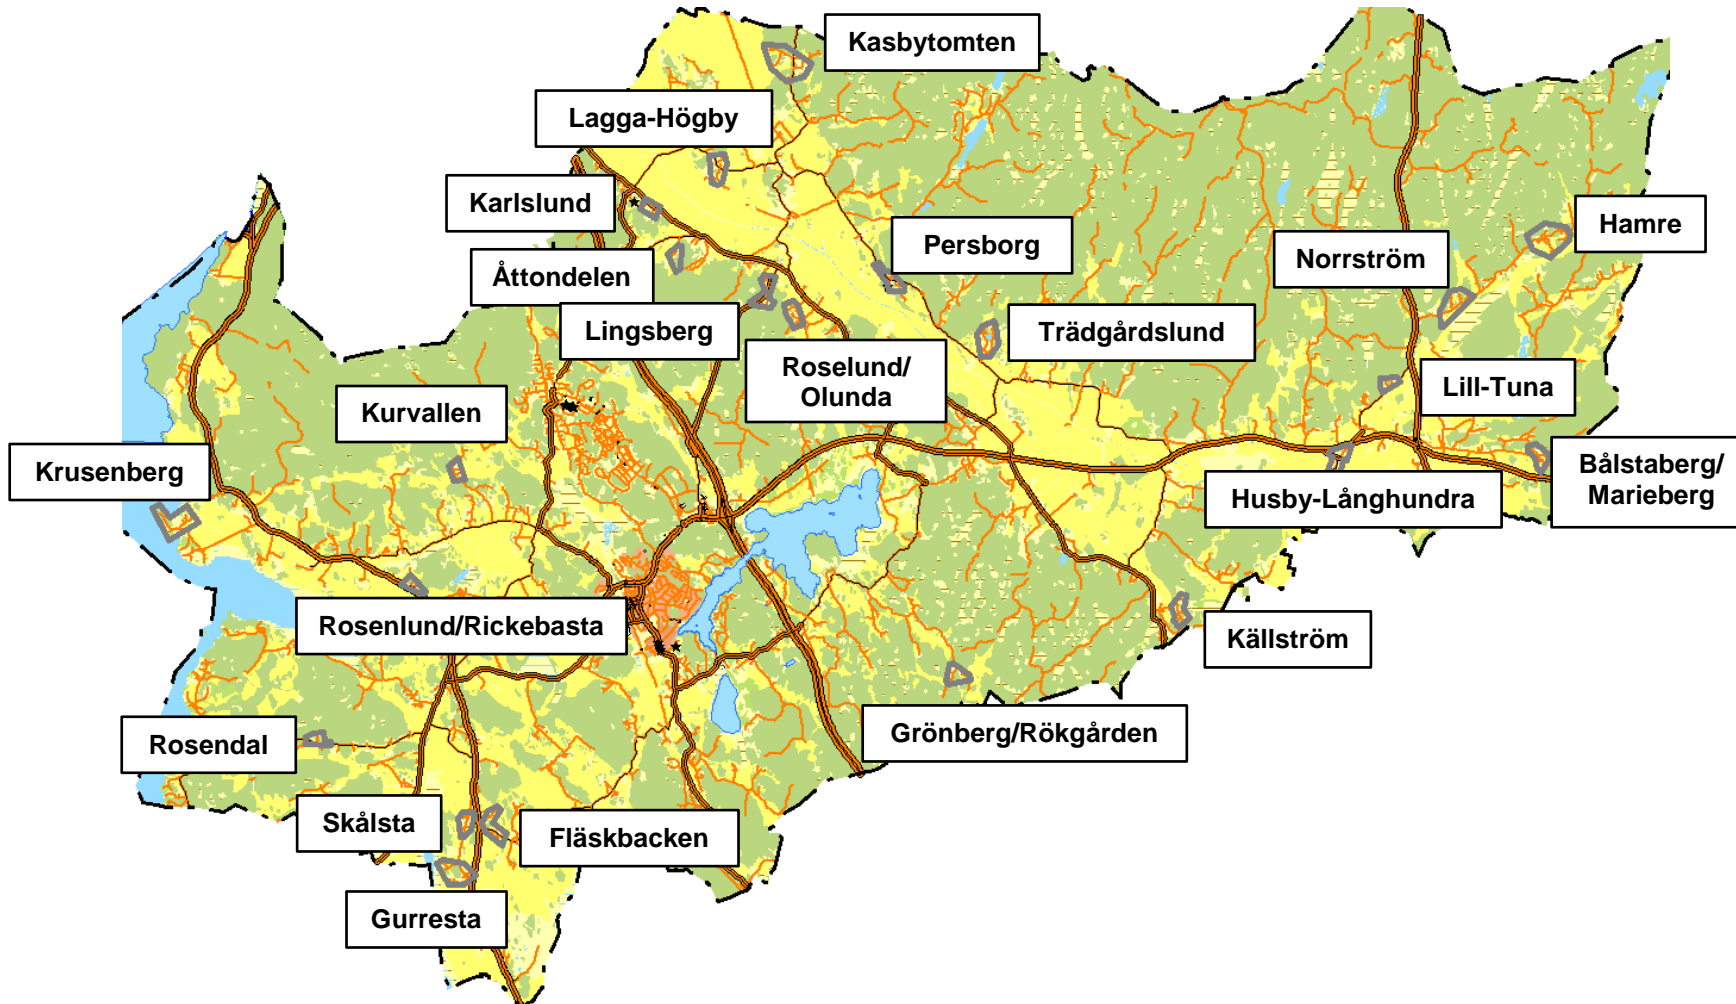 Kasbytomten
Lagga-Högby
Karlslund
Hamre
Persborg
Norrström
Åttondelen
Lingsberg
Trädgårdslund
Roselund/
Olunda
Lill-Tuna
Kurvallen
Krusenberg
Bålstaberg/
Marieberg
Husby-Långhundra
Rosenlund/Rickebasta
Källström
Grönberg/Rökgården
Rosendal
Skålsta
Fläskbacken
Gurresta